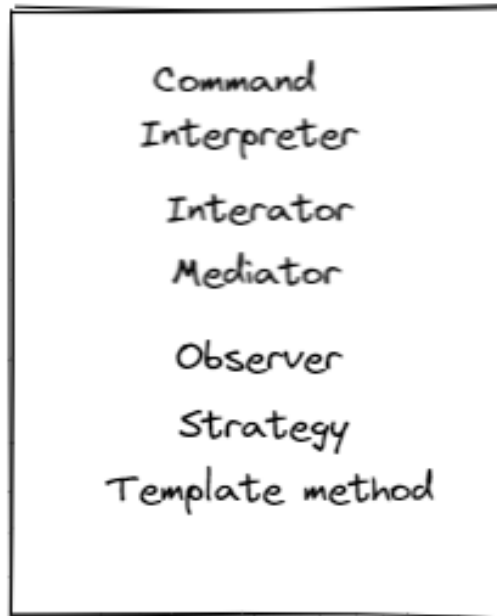 Command
Interpreter
Interator
Mediator
Observer
Strategy
Template method